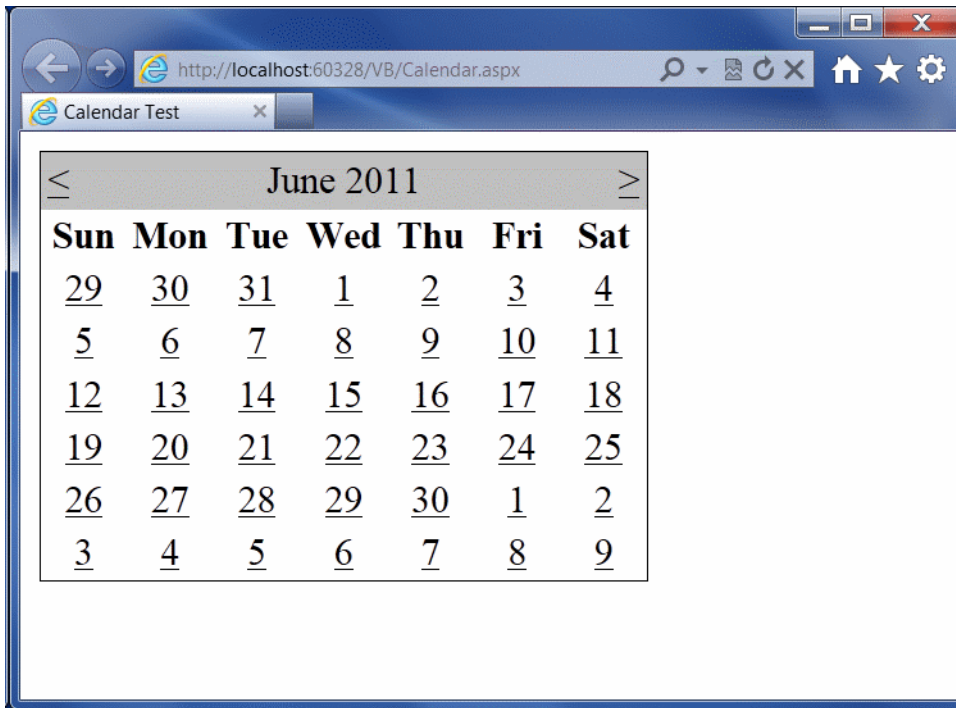 http://localhost:60328/VB/Calendar.aspx
Calendar Test
< June 2011 >
Sun Mon Tue Wed Thu Fri Sat
29 30 31 1 2 3 4
5 6 7 8 9 10 11
12 13 14 15 16 17 18
19 20 21 22 23 24 25
26 27 28 29 30 1 2
3 4 5 6 7 8 9